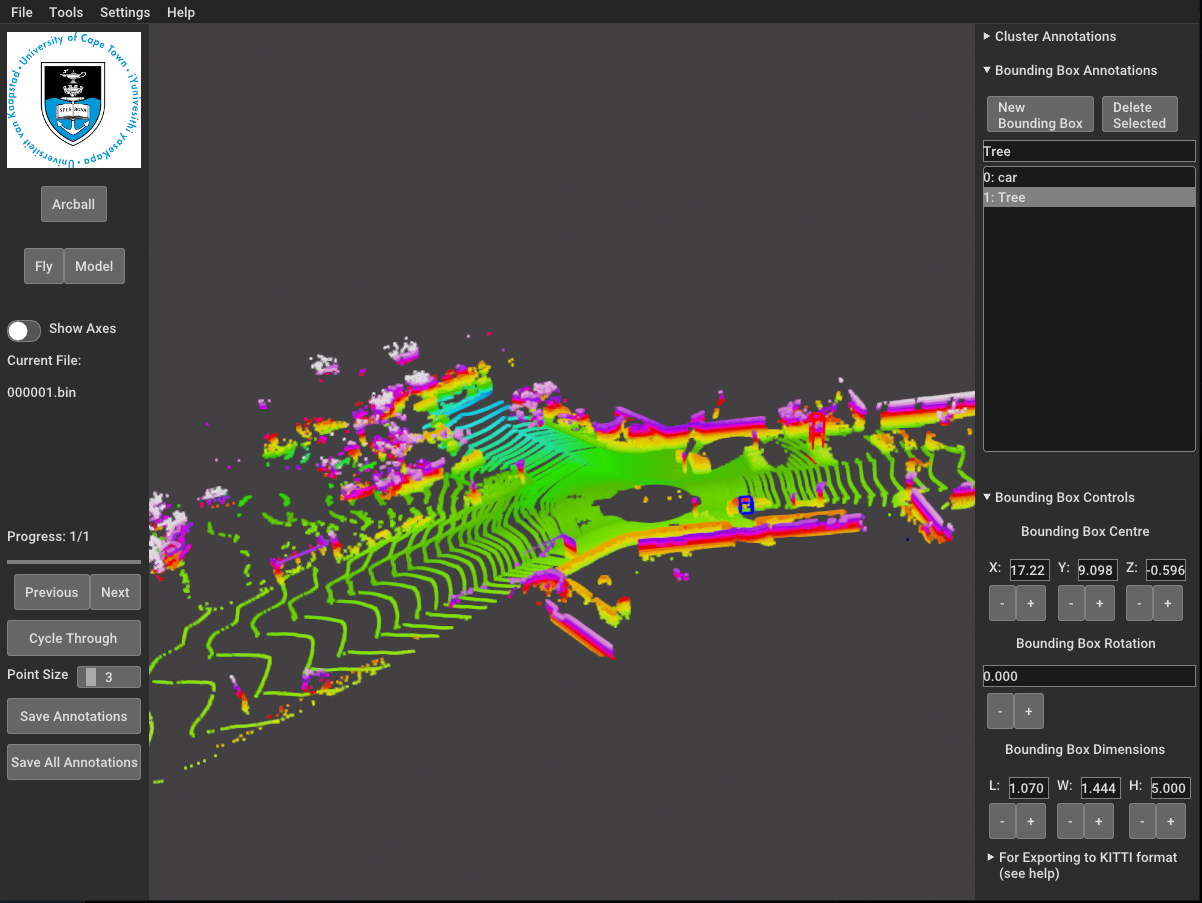 File Tools Settings Help
University of Cape Town · iYunivesithi yaseKapa · Universiteit van Kaapstad ·
SPES BONA
Arcball
Fly Model
Show Axes
Current File:
000001.bin
Progress: 1/1
Previous Next
Cycle Through
Point Size 3
Save Annotations
Save All Annotations
Cluster Annotations
Bounding Box Annotations
New
Bounding Box
Delete
Selected
Tree
0: car
1: Tree
Bounding Box Controls
Bounding Box Centre
X: 17.22 Y: 9.098 Z: -0.596
- + - + - +
Bounding Box Rotation
0.000
- +
Bounding Box Dimensions
L: 1.070 W: 1.444 H: 5.000
- + - + - +
For Exporting to KITTI format
(see help)